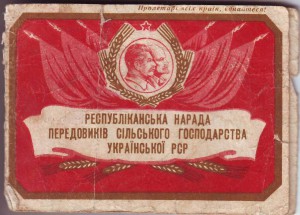 Пролетарі всіх країн, єднайтеся!
РЕСПУБЛІКАНСЬКА НАРАДА
ПЕРЕДОВИКІВ СІЛЬСЬКОГО ГОСПОДАРСТВА
УКРАЇНСЬКОЇ РСР